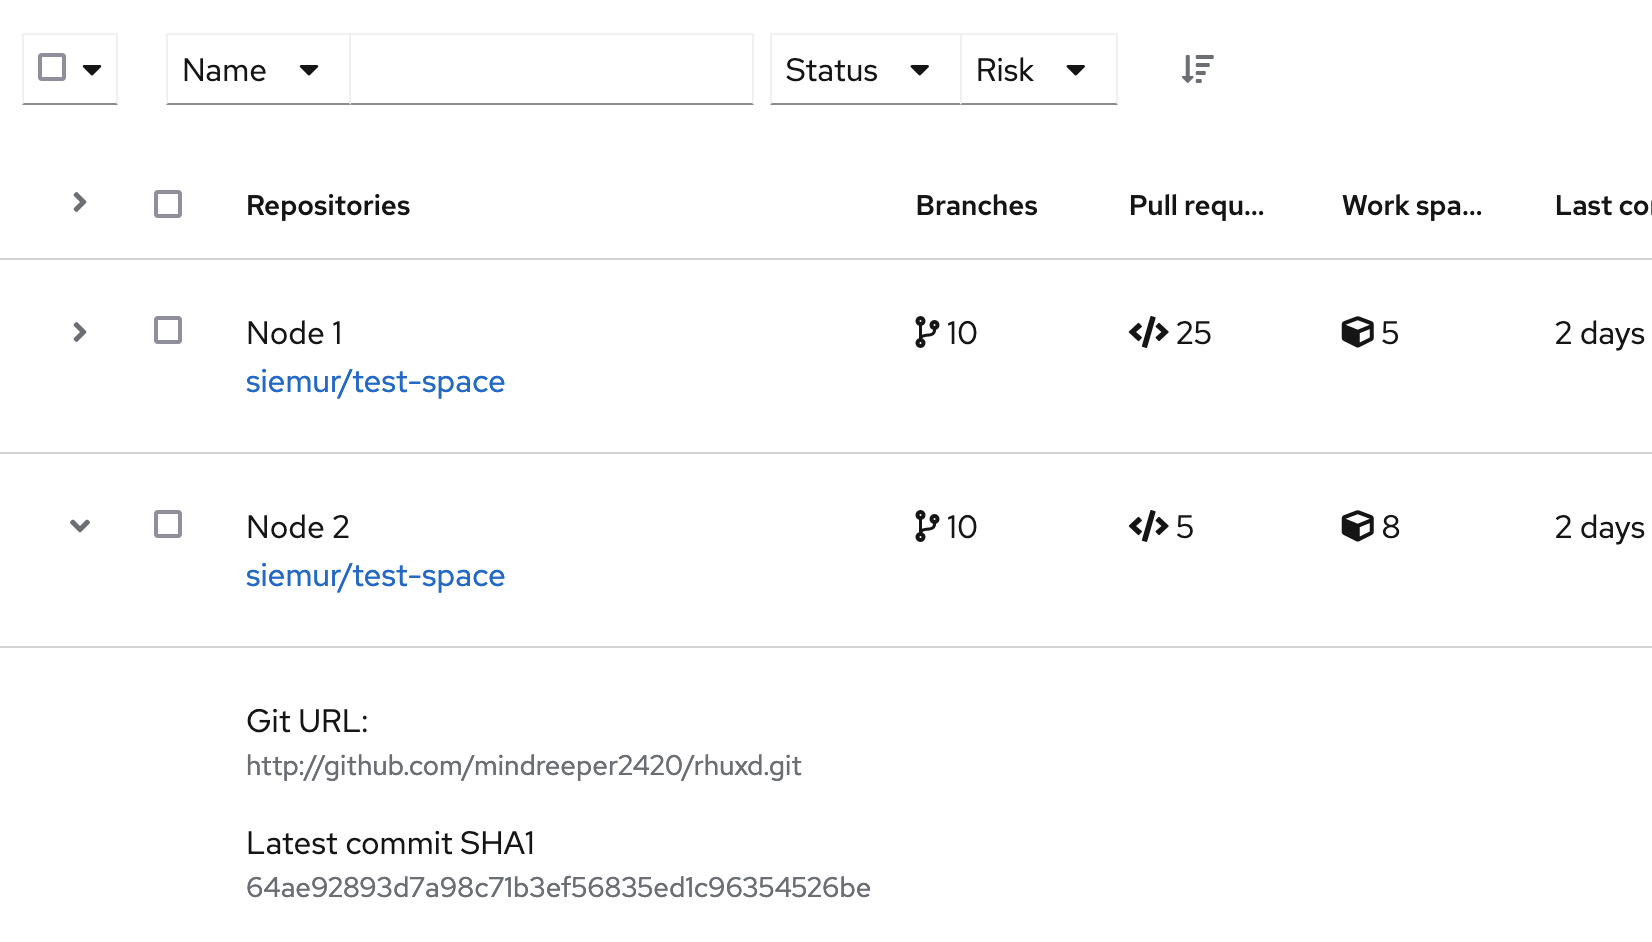 Name Status Risk
Repositories Branches Pull requ... Work spa... Last co
Node 1 10 25 5 2 days
siemur/test-space
Node 2 10 5 8 2 days
siemur/test-space
Git URL:
http://github.com/mindreeper2420/rhuxd.git
Latest commit SHA1
64ae92893d7a98c71b3ef56835ed1c96354526be